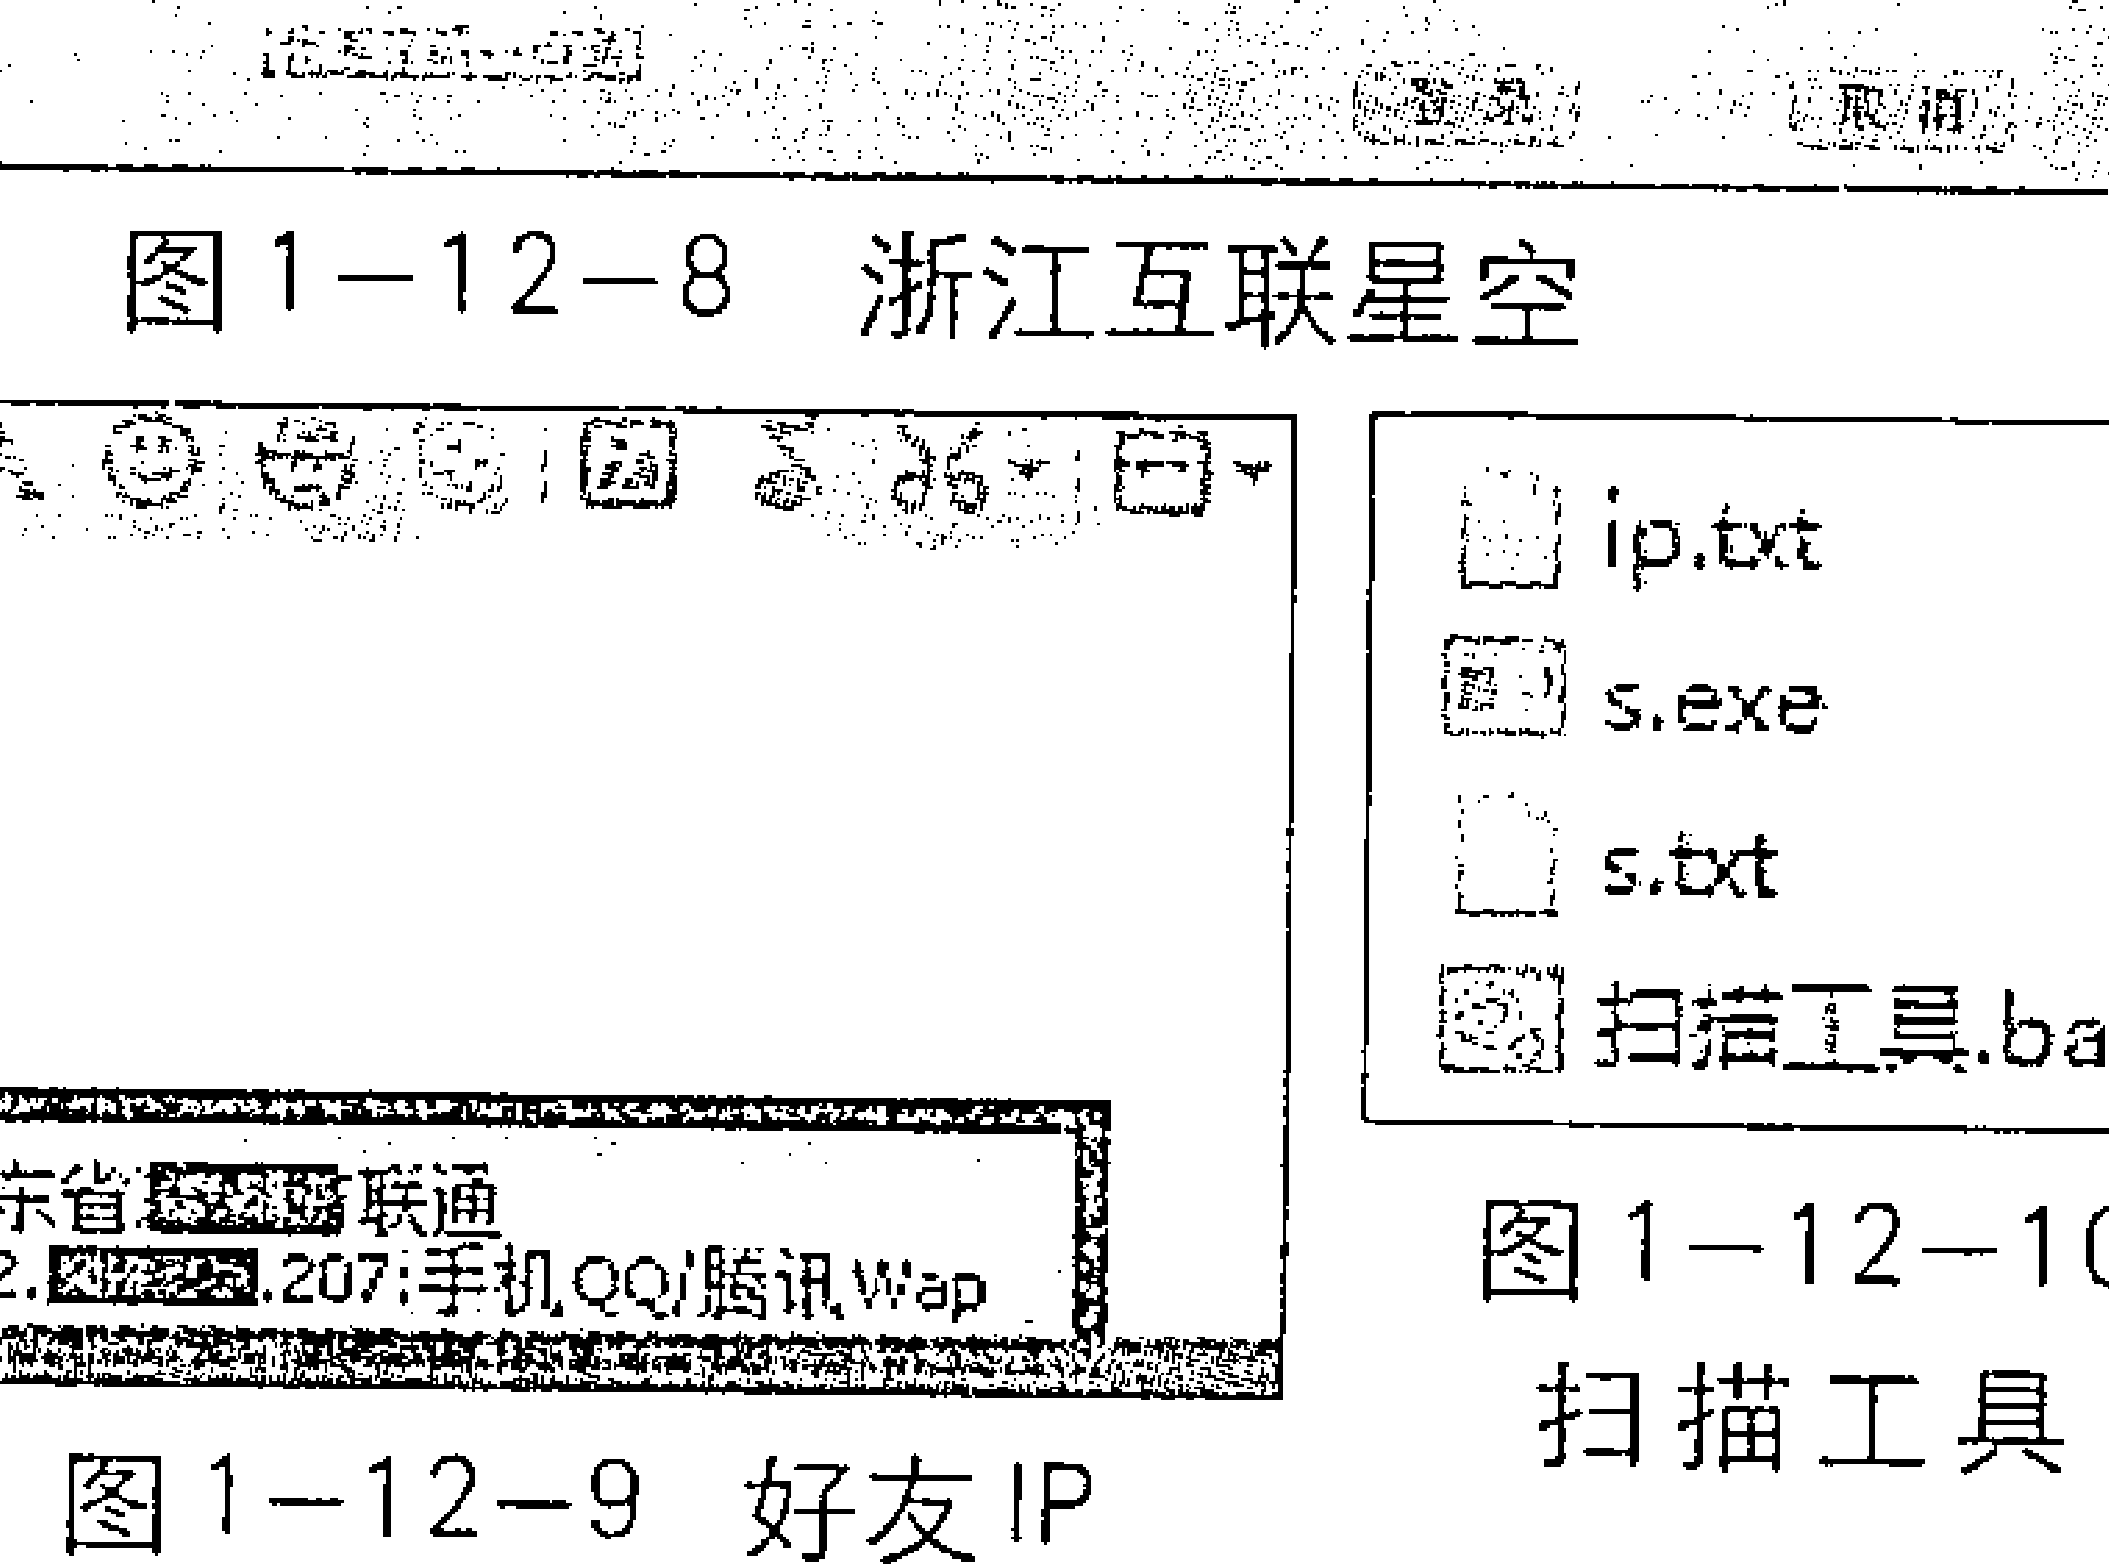 取消
图1-12-8 浙江互联星空
ip.txt
s.exe
s.txt
扫描工具.ba
东省 联通
2. .207:手机QQ/腾讯Wap
图1-12-10
扫描工具
图1-12-9 好友IP